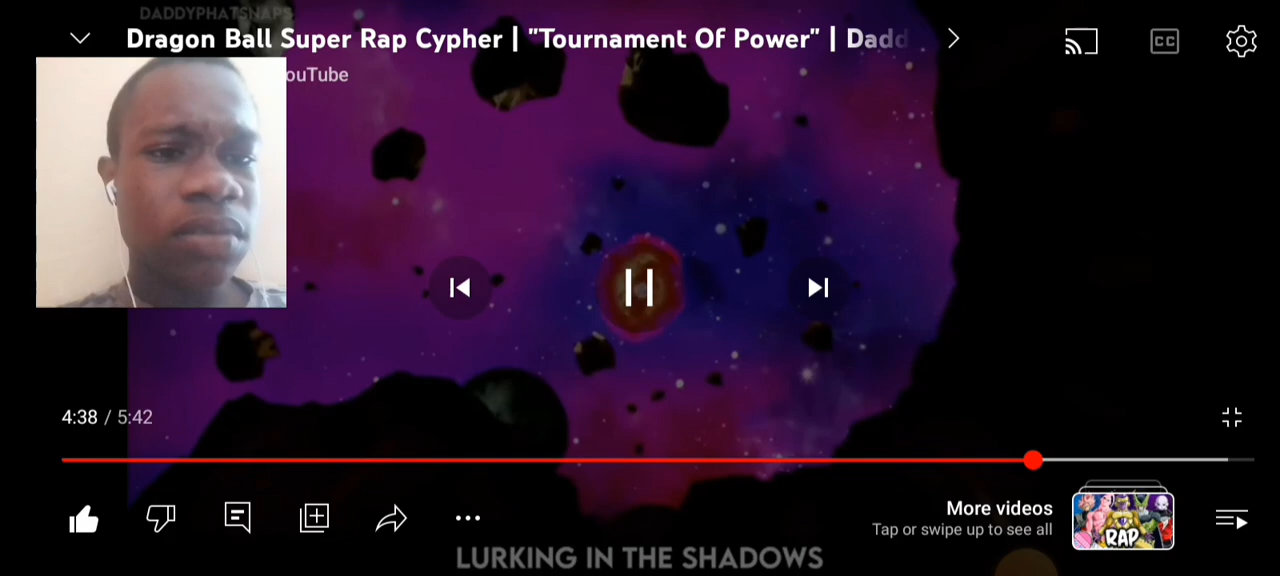 DADDYPHATSNAPS
Dragon Ball Super Rap Cypher | "Tournament Of Power" | Dadd
ouTube
CC
4:38 / 5:42
More videos
Tap or swipe up to see all
RAP
LURKING IN THE SHADOWS